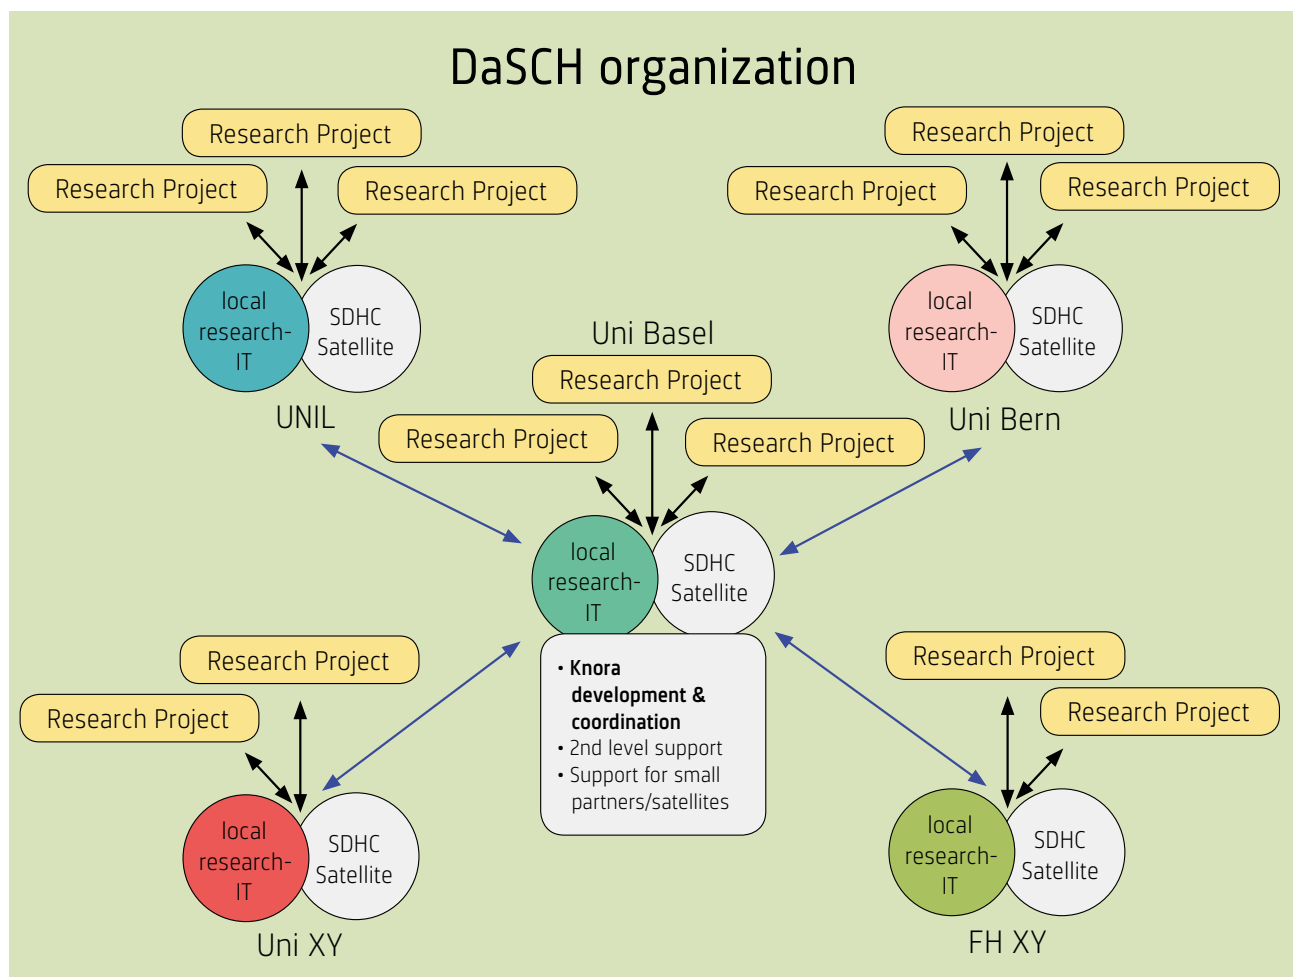 DaSCH organization
Research Project
Research Project
Research Project
local
research-
IT
SDHC
Satellite
UNIL
Research Project
Research Project
Research Project
local
research-
IT
SDHC
Satellite
Uni Bern
Uni Basel
Research Project
Research Project
Research Project
local
research-
IT
SDHC
Satellite
• Knora
development &
coordination
• 2nd level support
• Support for small
partners/satellites
Research Project
Research Project
local
research-
IT
SDHC
Satellite
Uni XY
Research Project
Research Project
local
research-
IT
SDHC
Satellite
FH XY